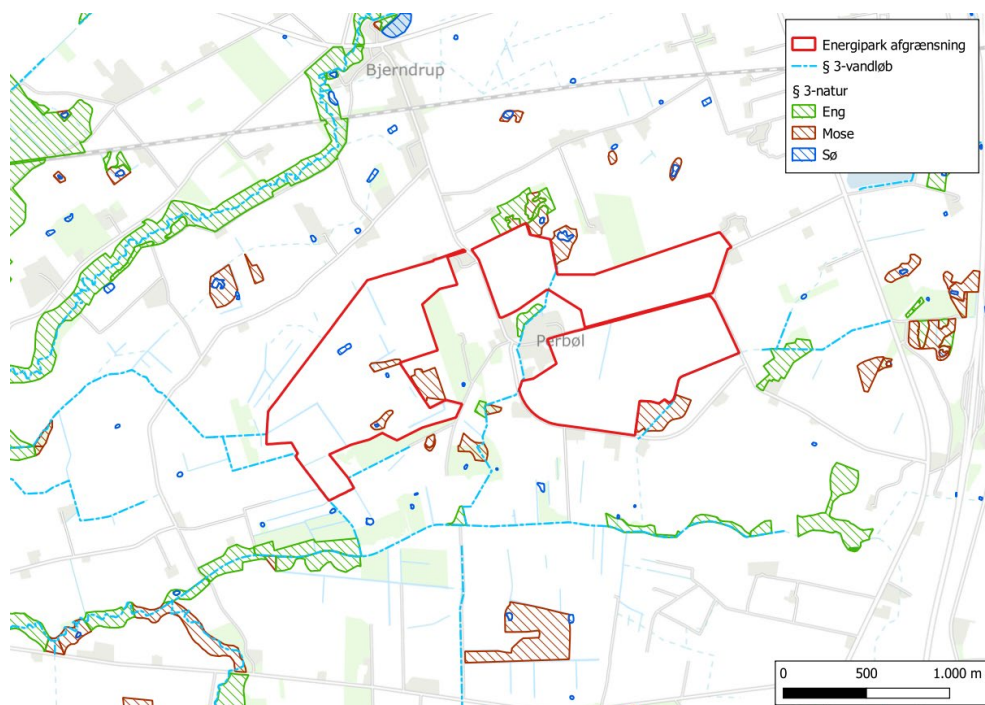 Bjerndrup
Perbøl
Energipark afgrænsning
§ 3-vandløb
§ 3-natur
Eng
Mose
Sø
0 500 1.000 m